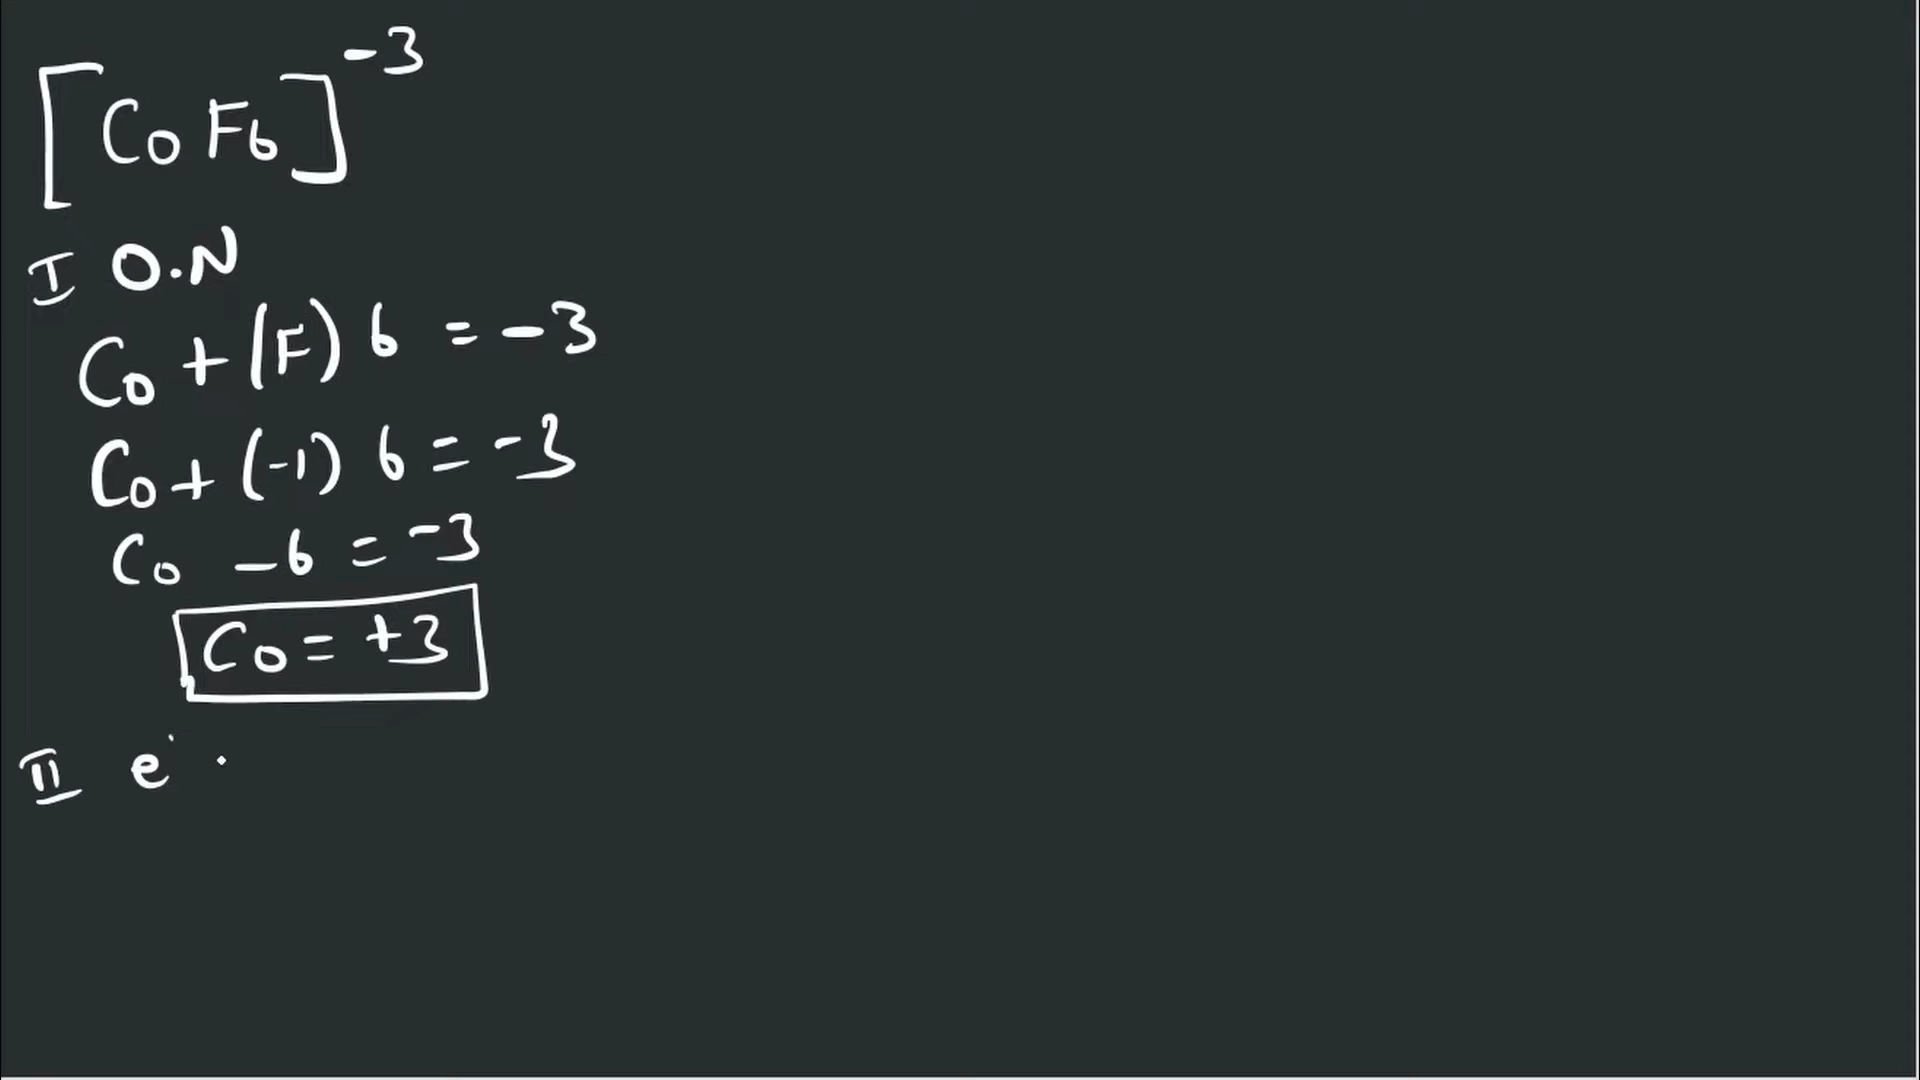 [CoF6]^-3
I O.N
Co + (F) 6 = -3
Co + (-1) 6 = -3
Co - 6 = -3
Co = +3
II e